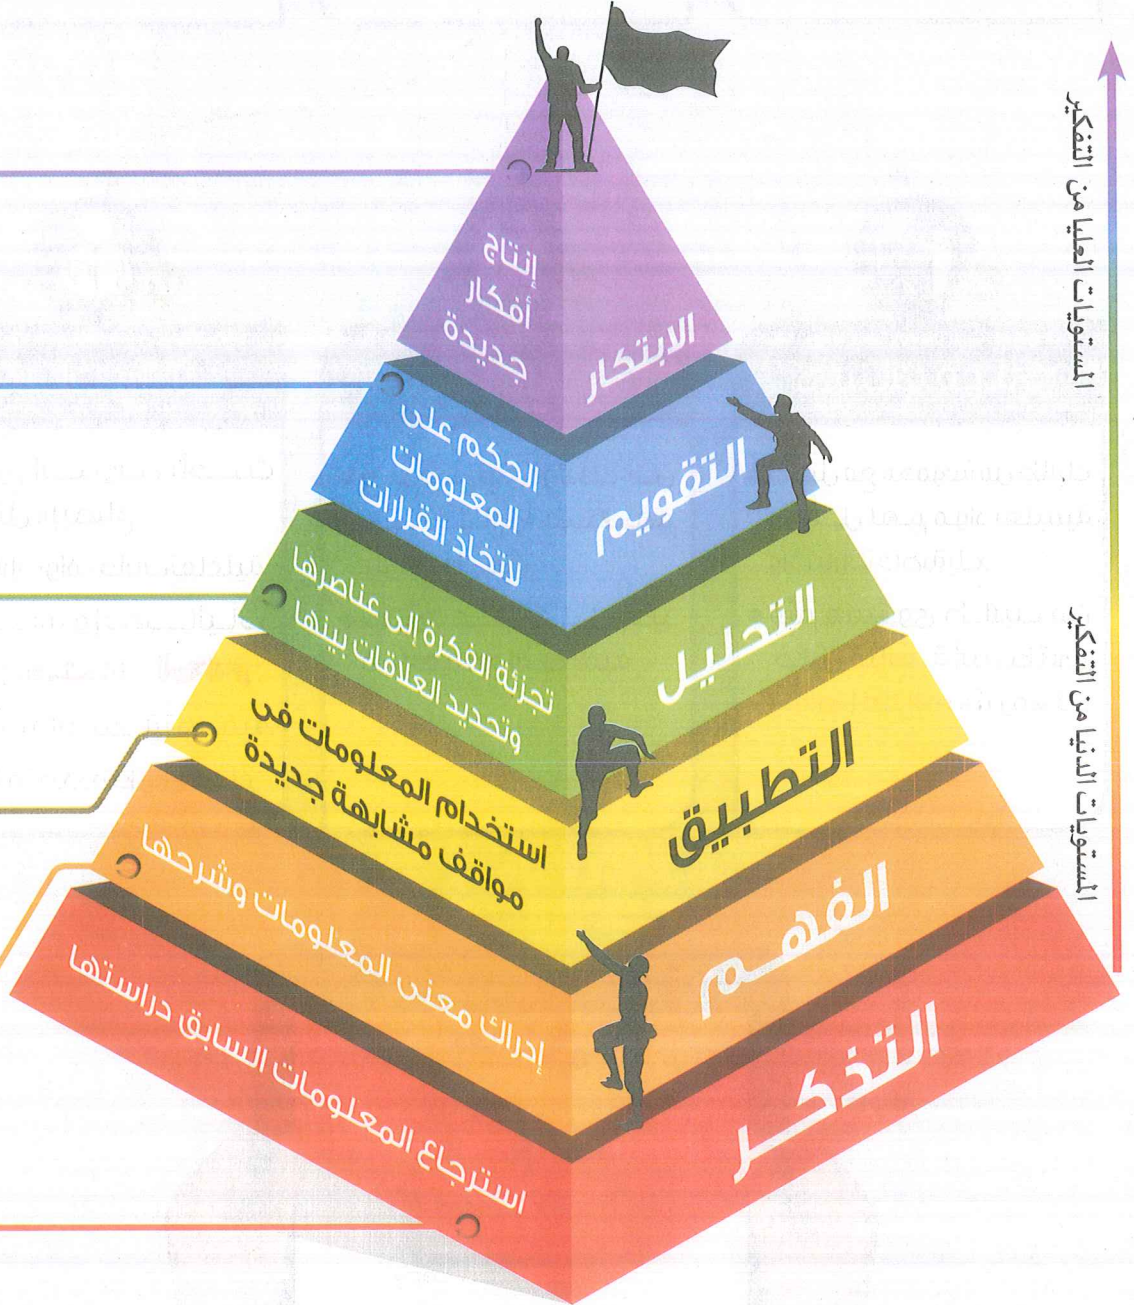 الابتكار
إنتاج
أفكار
جديدة
التقويم
الحكم على
المعلومات
لاتخاذ القرارات
التحليل
تجزئة الفكرة إلى عناصرها
وتحديد العلاقات بينها
التطبيق
استخدام المعلومات فى
مواقف مشابهة جديدة
الفهم
إدراك معنى المعلومات وشرحها
التذكر
استرجاع المعلومات السابق دراستها
المستويات العليا من التفكير
المستويات الدنيا من التفكير